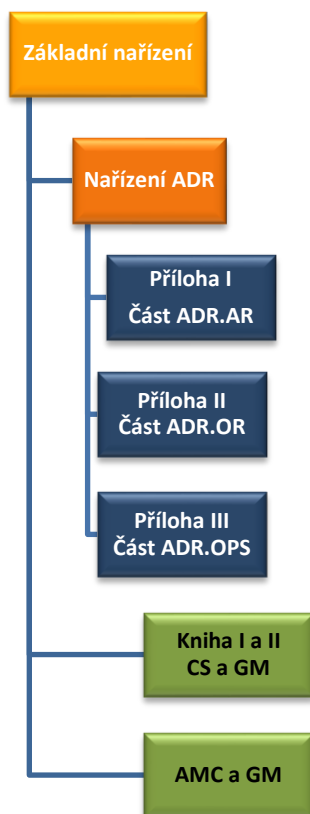 Základní nařízení
Nařízení ADR
Příloha I
Část ADR.AR
Příloha II
Část ADR.OR
Příloha III
Část ADR.OPS
Kniha I a II
CS a GM
AMC a GM